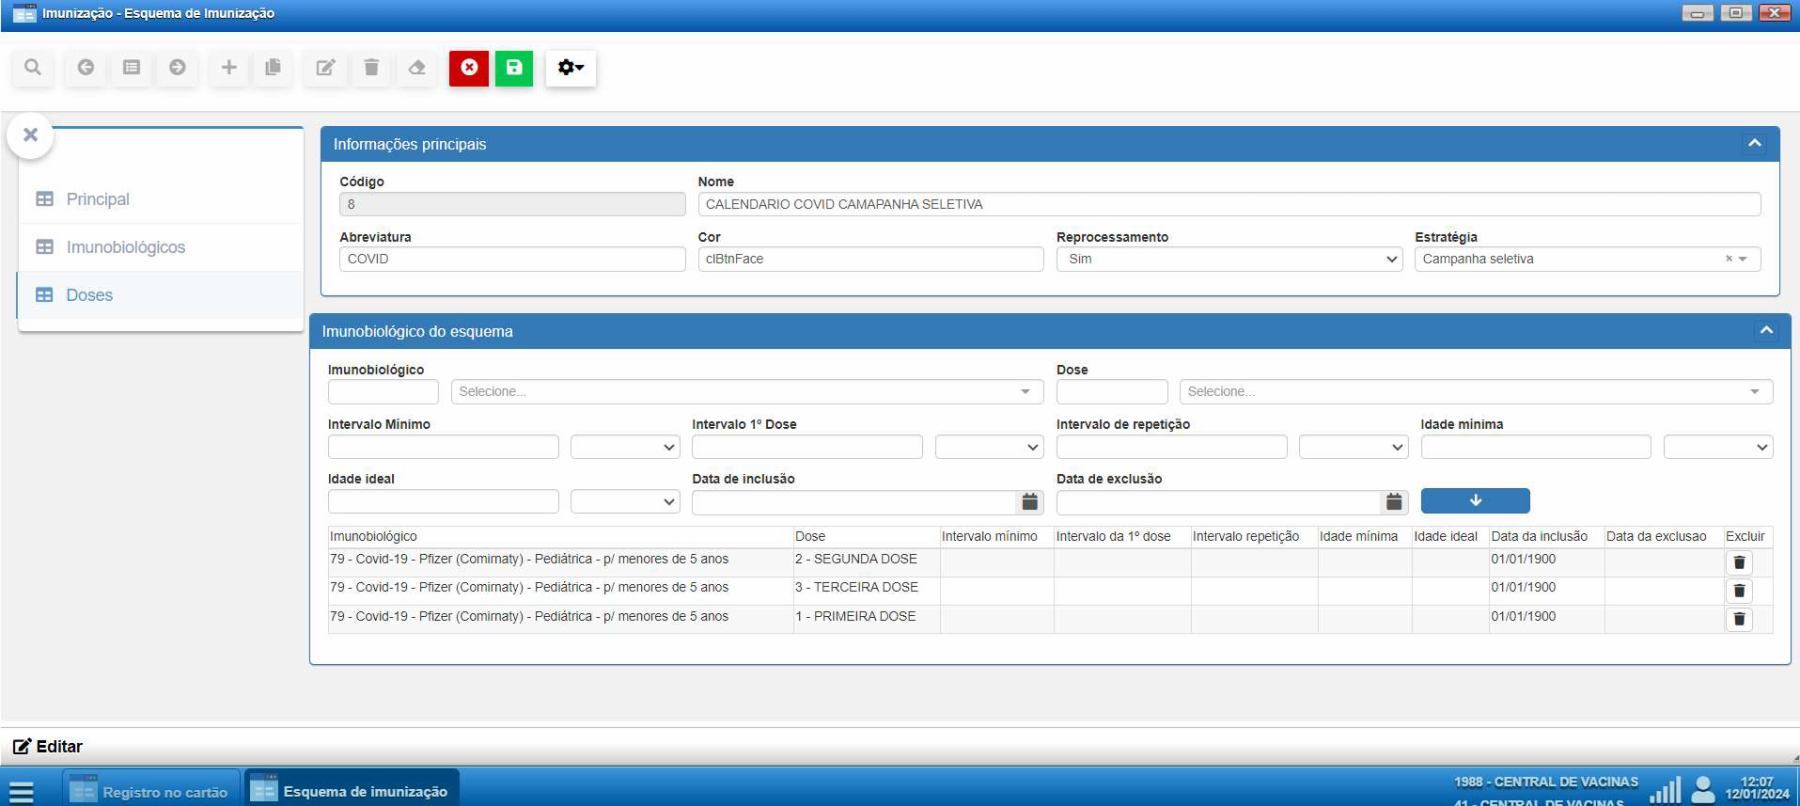 Imunização - Esquema de Imunização
Principal
Imunobiológicos
Doses
Informações principais
Código
Nome
8
CALENDARIO COVID CAMAPANHA SELETIVA
Abreviatura
Cor
Reprocessamento
Estratégia
COVID
clBtnFace
Sim
Campanha seletiva
Imunobiológico do esquema
Imunobiológico
Dose
Selecione...
Selecione...
Intervalo Mínimo
Intervalo 1º Dose
Intervalo de repetição
Idade mínima
Idade ideal
Data de inclusão
Data de exclusão
Imunobiológico Dose Intervalo mínimo Intervalo da 1º dose Intervalo repetição Idade mínima Idade ideal Data da inclusão Data da exclusao Excluir
79 - Covid-19 - Pfizer (Comirnaty) - Pediátrica - p/ menores de 5 anos 2 - SEGUNDA DOSE 01/01/1900
79 - Covid-19 - Pfizer (Comirnaty) - Pediátrica - p/ menores de 5 anos 3 - TERCEIRA DOSE 01/01/1900
79 - Covid-19 - Pfizer (Comirnaty) - Pediátrica - p/ menores de 5 anos 1 - PRIMEIRA DOSE 01/01/1900
Editar
Registro no cartão
Esquema de imunização
1988 - CENTRAL DE VACINAS
41 - CENTRAL DE VACINAS
12:07
12/01/2024